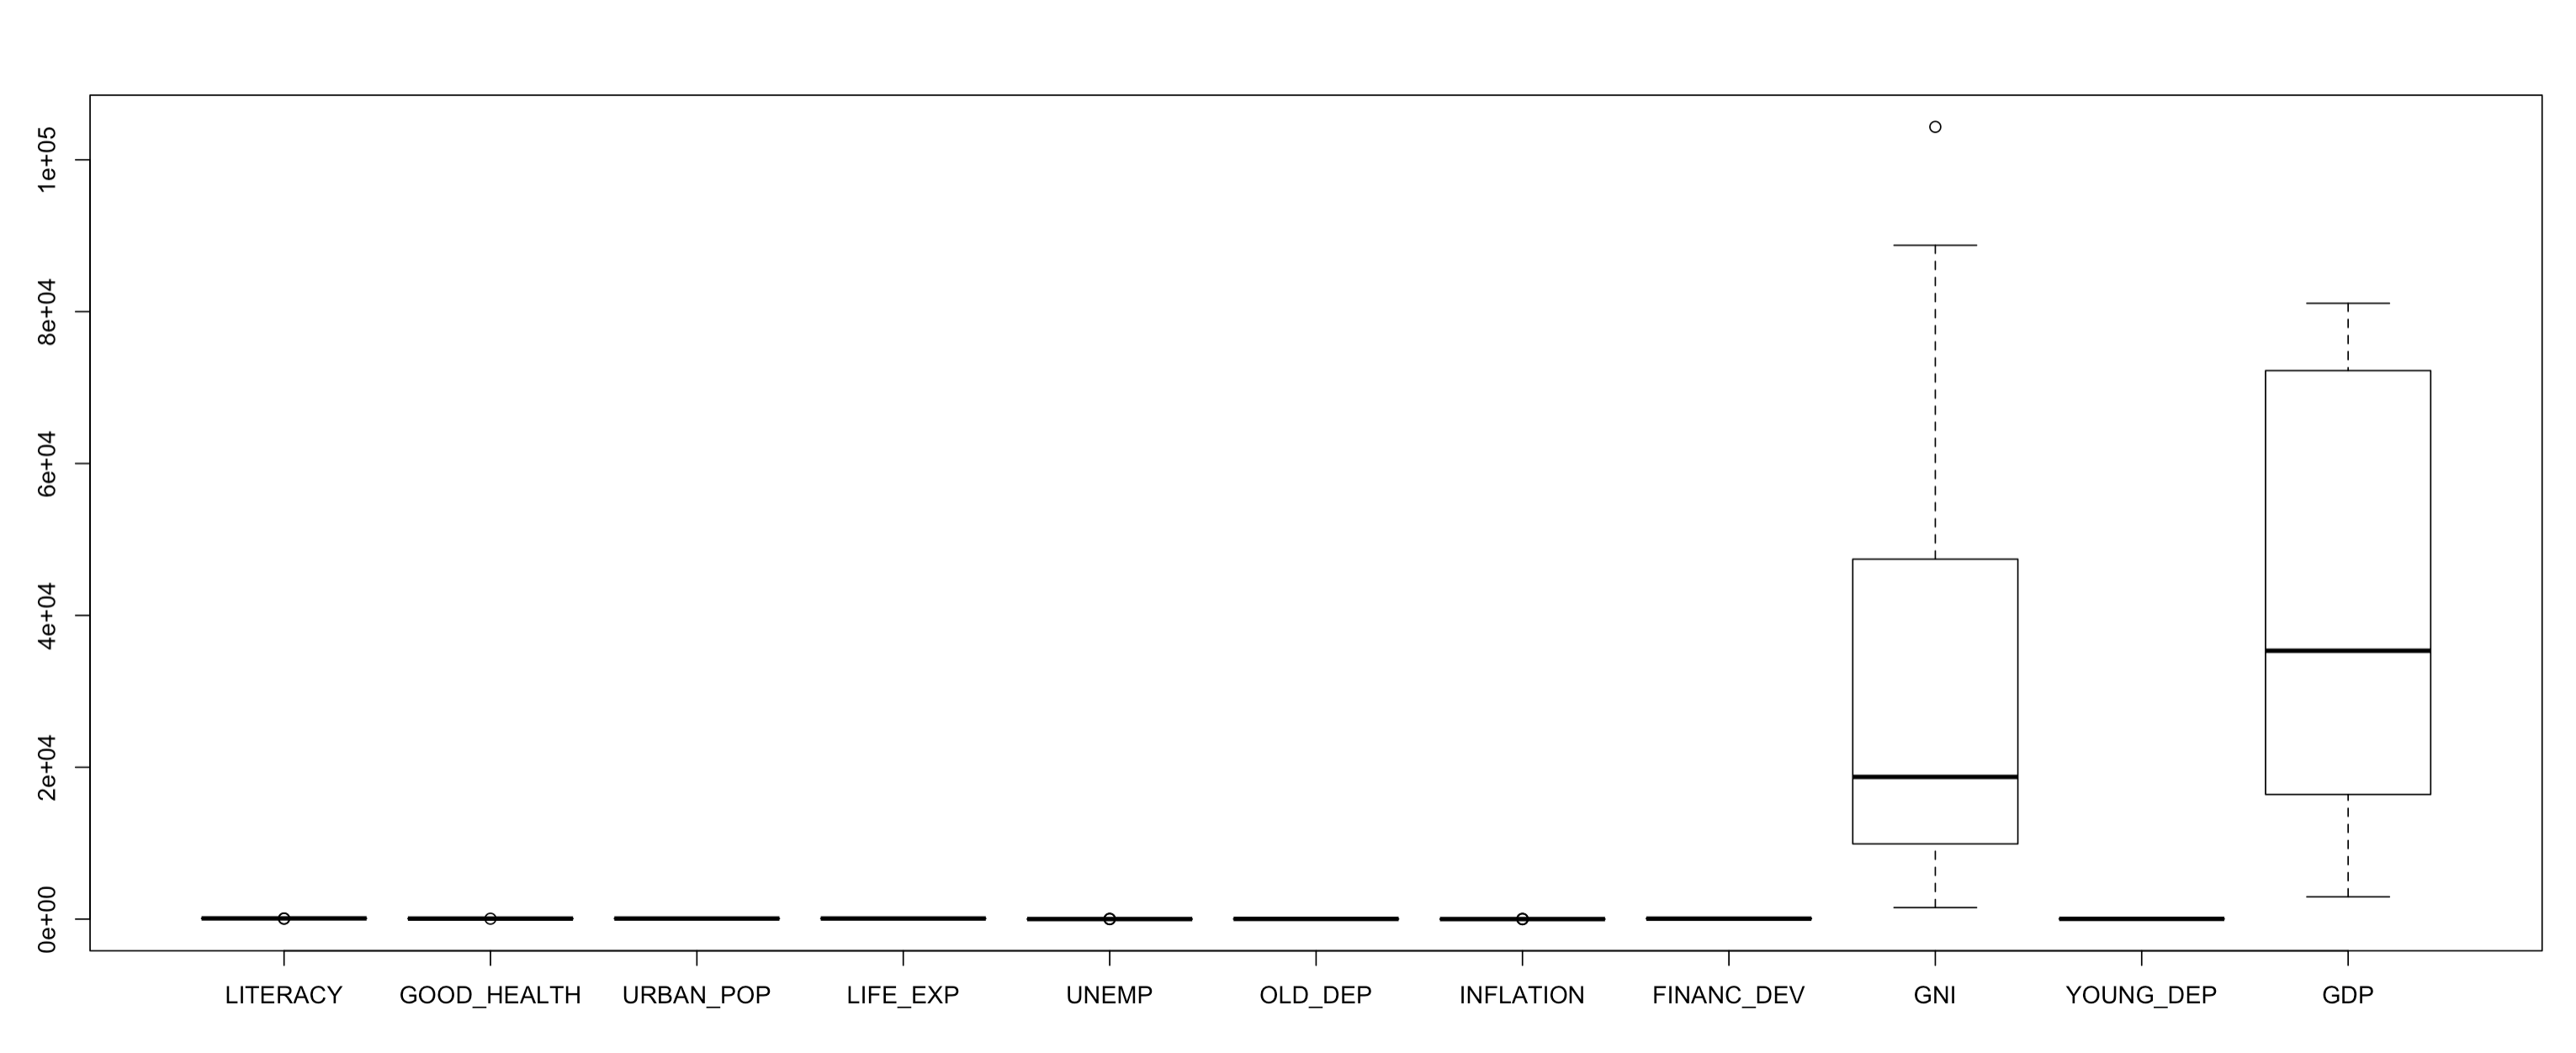 1e+05
8e+04
6e+04
4e+04
2e+04
0e+00
LITERACY GOOD_HEALTH URBAN_POP LIFE_EXP UNEMP OLD_DEP INFLATION FINANC_DEV GNI YOUNG_DEP GDP